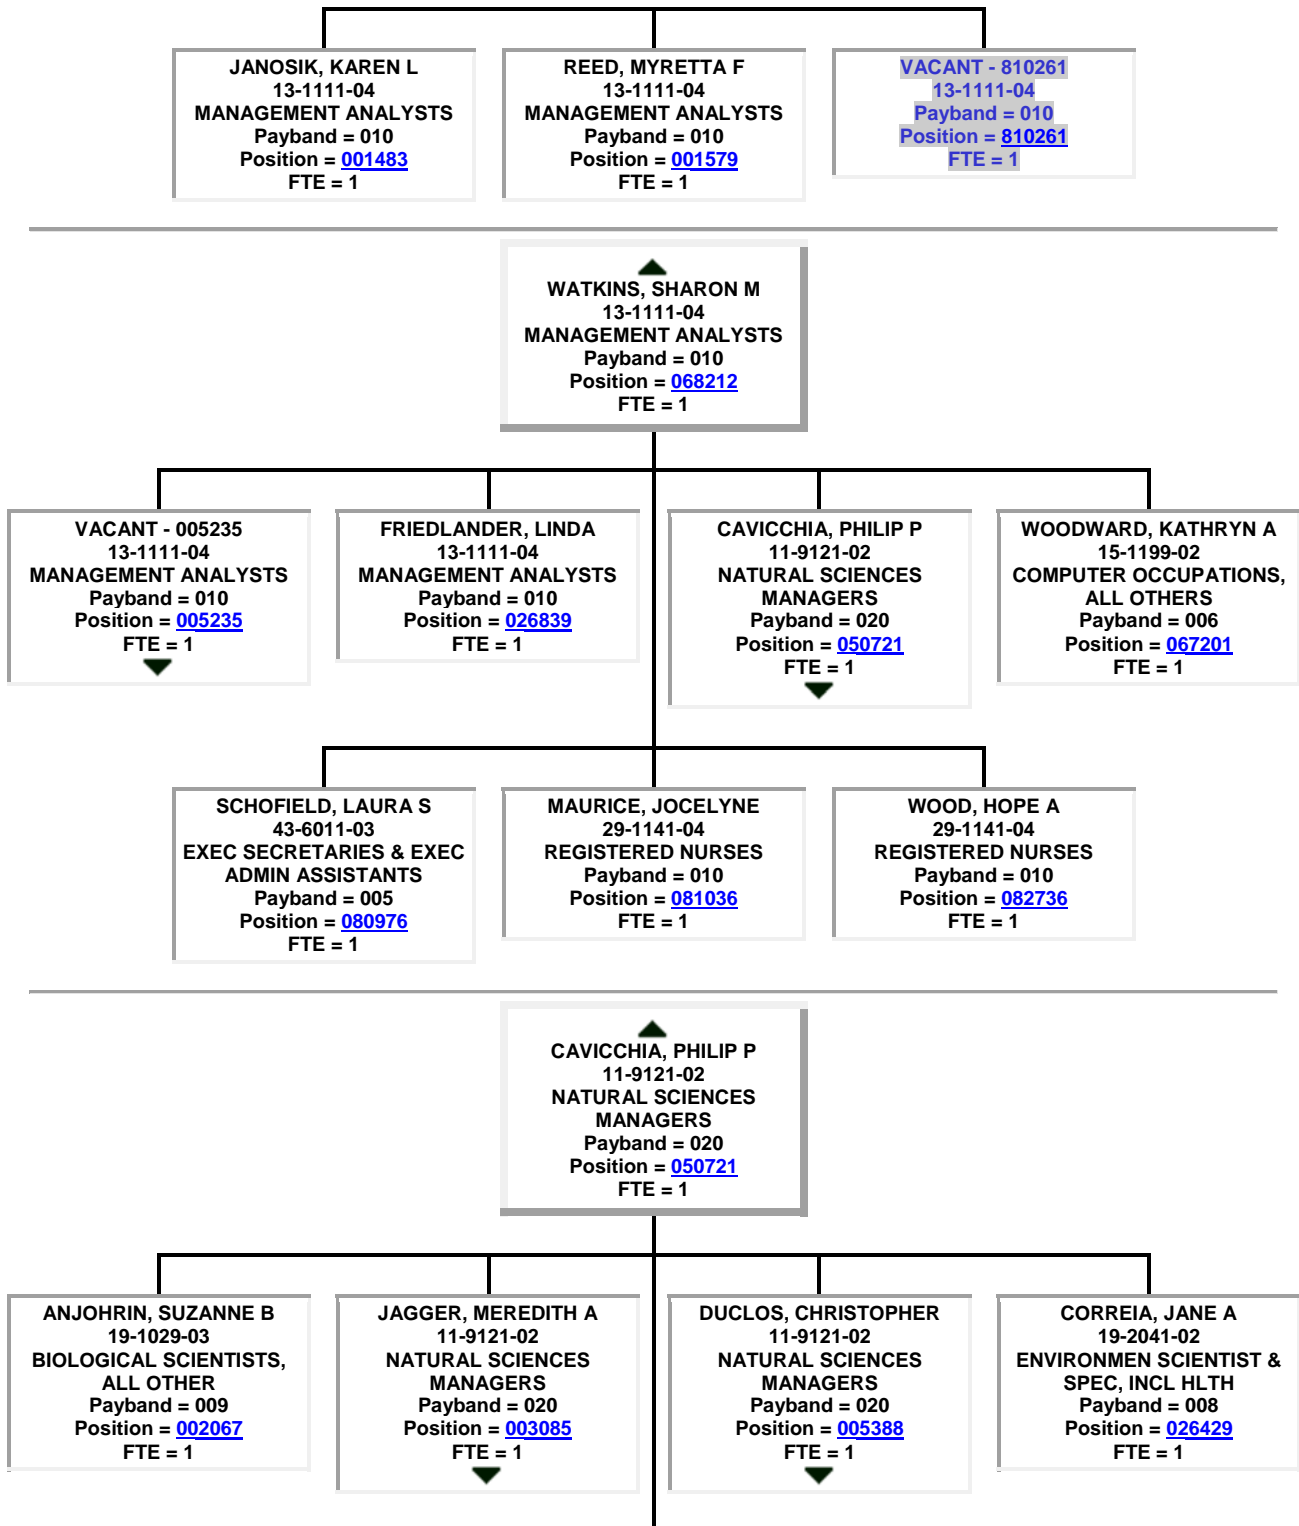 JANOSIK, KAREN L
13-1111-04
MANAGEMENT ANALYSTS
Payband = 010
Position = 001483
FTE = 1
REED, MYRETTA F
13-1111-04
MANAGEMENT ANALYSTS
Payband = 010
Position = 001579
FTE = 1
VACANT - 810261
13-1111-04
Payband = 010
Position = 810261
FTE = 1
WATKINS, SHARON M
13-1111-04
MANAGEMENT ANALYSTS
Payband = 010
Position = 068212
FTE = 1
VACANT - 005235
13-1111-04
MANAGEMENT ANALYSTS
Payband = 010
Position = 005235
FTE = 1
FRIEDLANDER, LINDA
13-1111-04
MANAGEMENT ANALYSTS
Payband = 010
Position = 026839
FTE = 1
CAVICCHIA, PHILIP P
11-9121-02
NATURAL SCIENCES
MANAGERS
Payband = 020
Position = 050721
FTE = 1
WOODWARD, KATHRYN A
15-1199-02
COMPUTER OCCUPATIONS,
ALL OTHERS
Payband = 006
Position = 067201
FTE = 1
SCHOFIELD, LAURA S
43-6011-03
EXEC SECRETARIES & EXEC
ADMIN ASSISTANTS
Payband = 005
Position = 080976
FTE = 1
MAURICE, JOCELYNE
29-1141-04
REGISTERED NURSES
Payband = 010
Position = 081036
FTE = 1
WOOD, HOPE A
29-1141-04
REGISTERED NURSES
Payband = 010
Position = 082736
FTE = 1
CAVICCHIA, PHILIP P
11-9121-02
NATURAL SCIENCES
MANAGERS
Payband = 020
Position = 050721
FTE = 1
ANJOHRIN, SUZANNE B
19-1029-03
BIOLOGICAL SCIENTISTS,
ALL OTHER
Payband = 009
Position = 002067
FTE = 1
JAGGER, MEREDITH A
11-9121-02
NATURAL SCIENCES
MANAGERS
Payband = 020
Position = 003085
FTE = 1
DUCLOS, CHRISTOPHER
11-9121-02
NATURAL SCIENCES
MANAGERS
Payband = 020
Position = 005388
FTE = 1
CORREIA, JANE A
19-2041-02
ENVIRONMEN SCIENTIST &
SPEC, INCL HLTH
Payband = 008
Position = 026429
FTE = 1